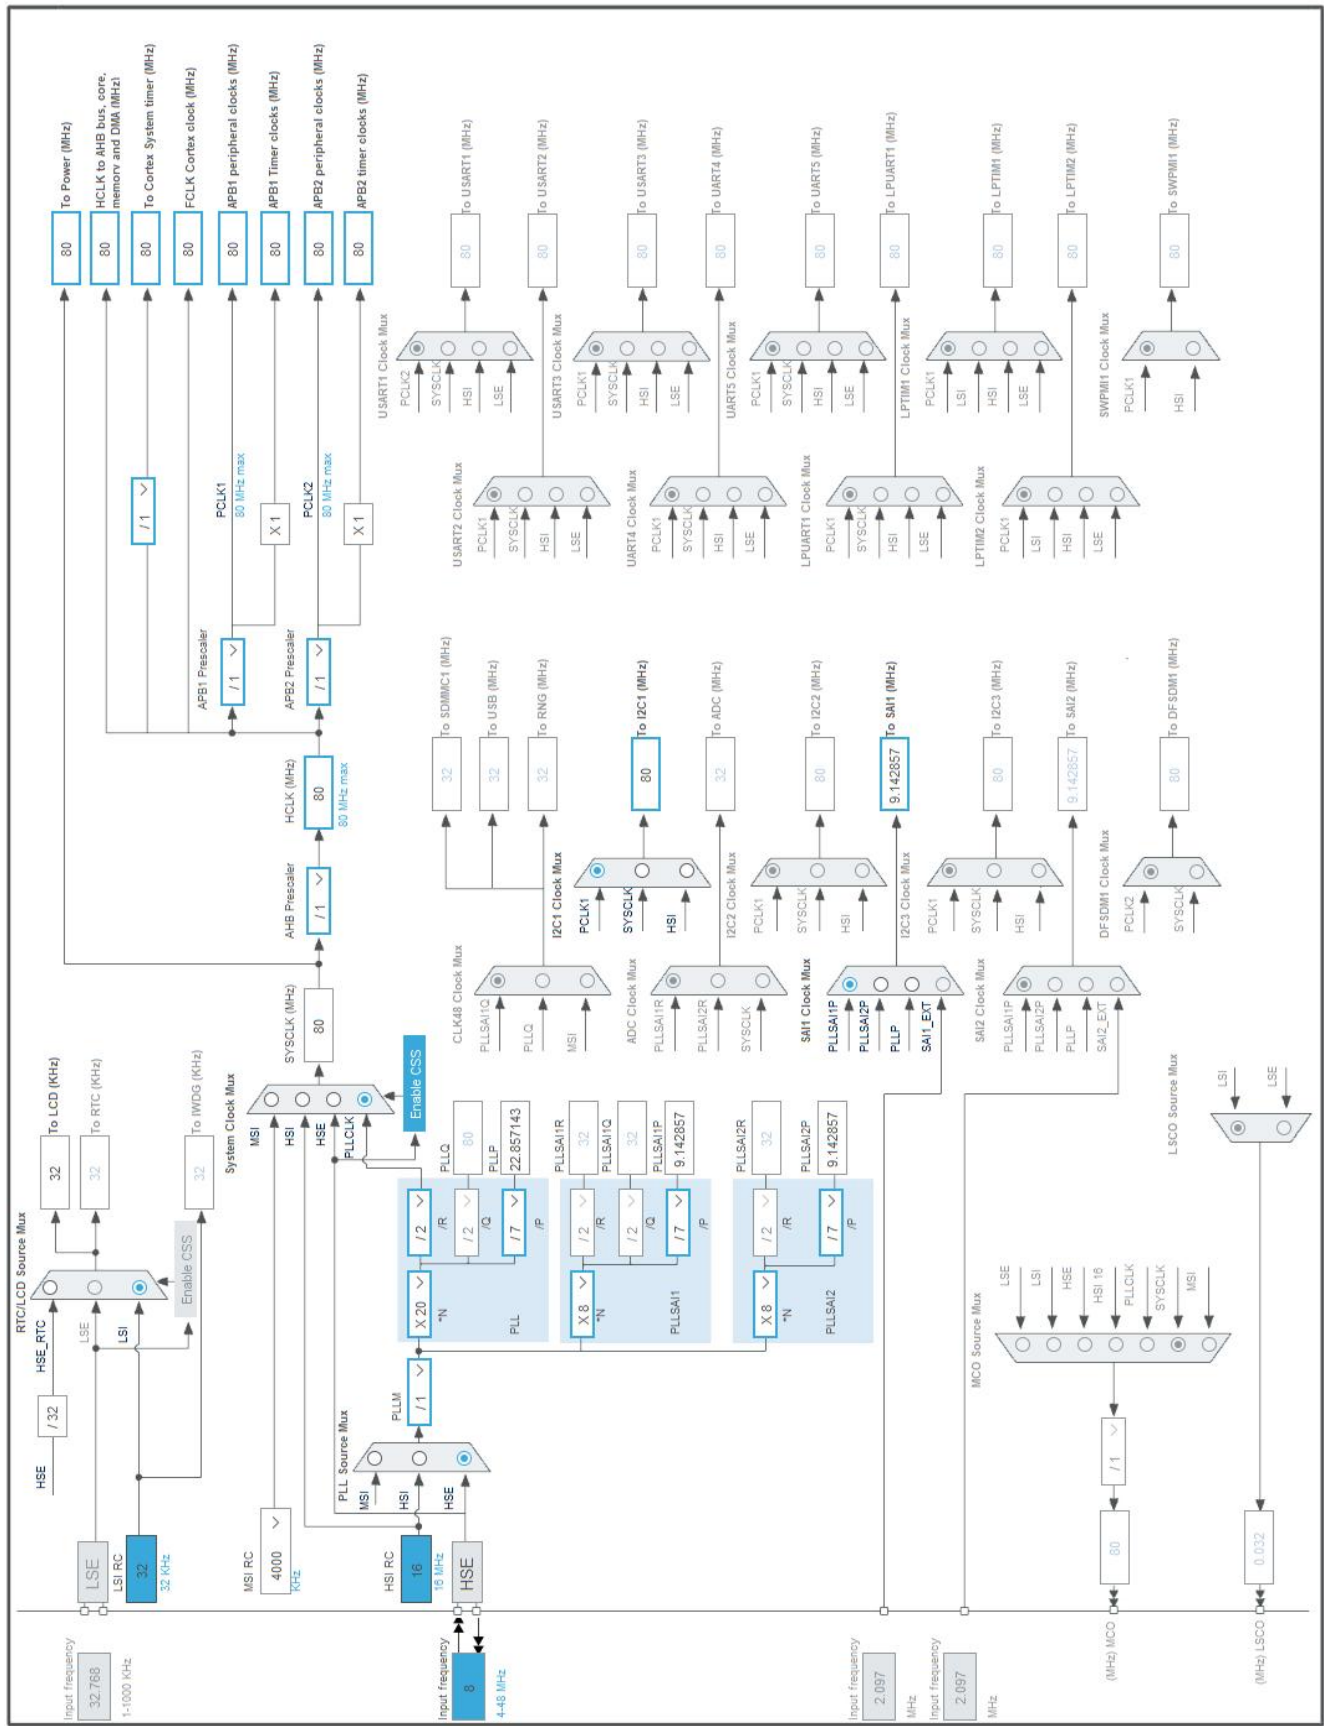 Input frequency
32.768
1-1000 KHz
LSE
LSI RC
32
32 KHz
HSE
/ 32
HSE_RTC
LSE
LSI
RTC/LCD Source Mux
Enable CSS
32
To LCD (KHz)
32
To RTC (KHz)
32
To IWDG (KHz)
MSI RC
4000
KHz
HSI RC
16
16 MHz
Input frequency
8
4-48 MHz
HSE
PLL Source Mux
MSI
HSI
HSE
PLLM
/ 1
System Clock Mux
MSI
HSI
HSE
PLLCLK
Enable CSS
X 20
*N
PLL
/ 2
/R
/ 2
/Q
/ 7
/P
PLLQ
80
PLLP
22.857143
X 8
*N
PLLSAI1
/ 2
/R
/ 2
/Q
/ 7
/P
PLLSAI1R
32
PLLSAI1Q
32
PLLSAI1P
9.142857
X 8
*N
PLLSAI2
/ 2
/R
/ 7
/P
PLLSAI2R
32
PLLSAI2P
9.142857
SYSCLK (MHz)
80
AHB Prescaler
/ 1
HCLK (MHz)
80
80 MHz max
APB1 Prescaler
/ 1
APB2 Prescaler
/ 1
/ 1
PCLK1
80 MHz max
X 1
PCLK2
80 MHz max
X 1
80
To Power (MHz)
80
HCLK to AHB bus, core,
memory and DMA (MHz)
80
To Cortex System timer (MHz)
80
FCLK Cortex clock (MHz)
80
APB1 peripheral clocks (MHz)
80
APB1 Timer clocks (MHz)
80
APB2 peripheral clocks (MHz)
80
APB2 timer clocks (MHz)
CLK48 Clock Mux
PLLSAI1Q
PLLQ
MSI
32
To SDMMC1 (MHz)
32
To USB (MHz)
32
To RNG (MHz)
I2C1 Clock Mux
PCLK1
SYSCLK
HSI
80
To I2C1 (MHz)
ADC Clock Mux
PLLSAI1R
PLLSAI2R
SYSCLK
32
To ADC (MHz)
I2C2 Clock Mux
PCLK1
SYSCLK
HSI
80
To I2C2 (MHz)
SAI1 Clock Mux
PLLSAI1P
PLLSAI2P
PLLP
SAI1_EXT
9.142857
To SAI1 (MHz)
I2C3 Clock Mux
PCLK1
SYSCLK
HSI
80
To I2C3 (MHz)
SAI2 Clock Mux
PLLSAI1P
PLLSAI2P
PLLP
SAI2_EXT
9.142857
To SAI2 (MHz)
DFSDM1 Clock Mux
PCLK2
SYSCLK
80
To DFSDM1 (MHz)
USART1 Clock Mux
PCLK2
SYSCLK
HSI
LSE
80
To USART1 (MHz)
USART2 Clock Mux
PCLK1
SYSCLK
HSI
LSE
80
To USART2 (MHz)
USART3 Clock Mux
PCLK1
SYSCLK
HSI
LSE
80
To USART3 (MHz)
UART4 Clock Mux
PCLK1
SYSCLK
HSI
LSE
80
To UART4 (MHz)
UART5 Clock Mux
PCLK1
SYSCLK
HSI
LSE
80
To UART5 (MHz)
LPUART1 Clock Mux
PCLK1
SYSCLK
HSI
LSE
80
To LPUART1 (MHz)
LPTIM1 Clock Mux
PCLK1
LSI
HSI
LSE
80
To LPTIM1 (MHz)
LPTIM2 Clock Mux
PCLK1
LSI
HSI
LSE
80
To LPTIM2 (MHz)
SWPMI1 Clock Mux
PCLK1
HSI
80
To SWPMI1 (MHz)
Input frequency
2.097
MHz
Input frequency
2.097
MHz
MCO Source Mux
LSE
LSI
HSE
HSI 16
PLLCLK
SYSCLK
MSI
/ 1
80
(MHz) MCO
LSCO Source Mux
LSI
LSE
0.032
(MHz) LSCO